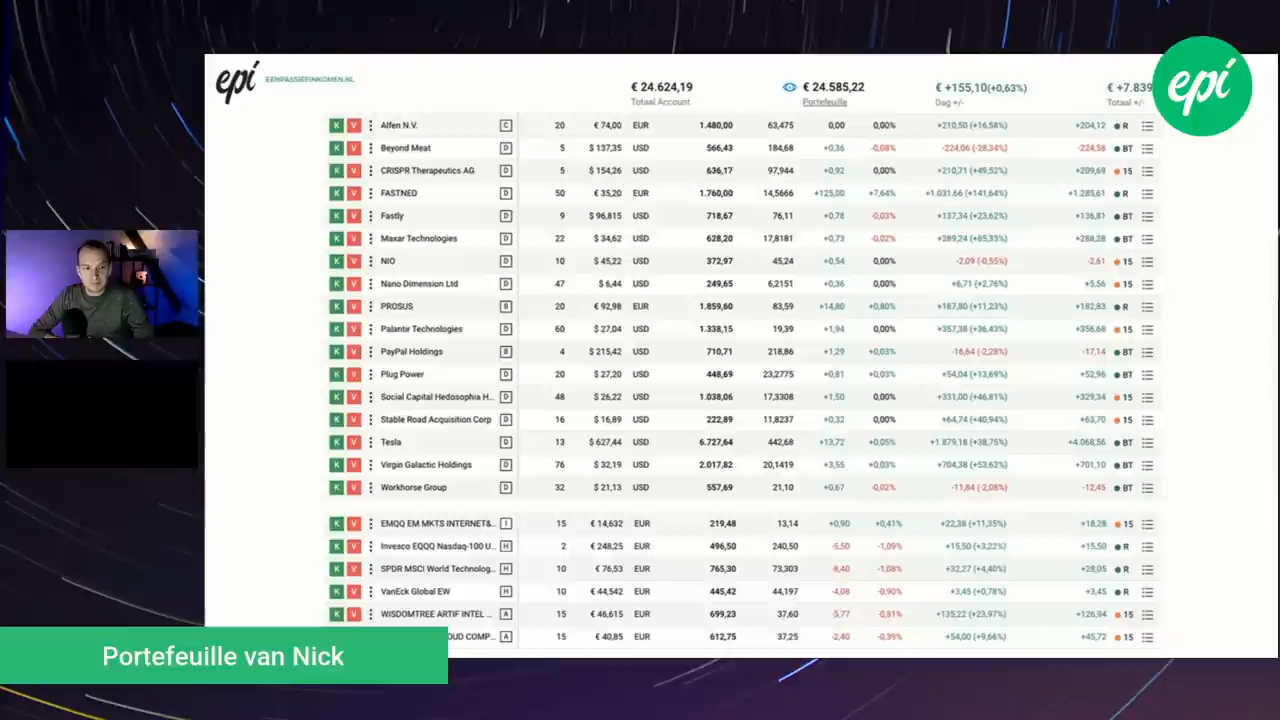 epi EENPASSIEFINKOMEN.NL
€ 24.624,19 € 24.585,22 € +155,10(+0,63%) € +7.839
Totaal Account Portefeuille Dag +/- Totaal +/-
epi
K V Alfen N.V. C 20 € 74,00 EUR 1.480,00 63,475 0,00 0,00% +210,50 (+16,58%) +204,12 R
K V Beyond Meat D 5 $ 137,35 USD 566,43 184,68 +0,36 -0,08% -224,06 (-28,34%) -224,58 BT
K V CRISPR Therapeutics AG D 5 $ 154,26 USD 636,17 97,944 +0,92 0,00% +210,71 (+49,52%) +209,69 15
K V FASTNED D 50 € 35,20 EUR 1.760,00 14,5666 +125,00 +7,64% +1.031,66 (+141,64%) +1.285,61 R
K V Fastly D 9 $ 96,815 USD 718,67 76,11 +0,78 -0,03% +137,34 (+23,62%) +136,81 BT
K V Maxar Technologies D 22 $ 34,62 USD 628,20 17,8181 +0,73 -0,02% +289,24 (+85,33%) +288,28 BT
K V NIO D 10 $ 45,22 USD 372,97 45,24 +0,54 0,00% -2,09 (-0,55%) -2,61 15
K V Nano Dimension Ltd D 47 $ 6,44 USD 249,65 6,2151 +0,36 0,00% +6,71 (+2,76%) +5,56 15
K V PROSUS B 20 € 92,98 EUR 1.859,60 83,59 +14,80 +0,80% +187,80 (+11,23%) +182,83 R
K V Palantir Technologies D 60 $ 27,04 USD 1.338,15 19,39 +1,94 0,00% +357,38 (+36,43%) +356,68 15
K V PayPal Holdings B 4 $ 215,42 USD 710,71 218,86 +1,29 +0,03% -16,64 (-2,28%) -17,14 BT
K V Plug Power D 20 $ 27,20 USD 448,69 23,2775 +0,81 +0,03% +54,04 (+13,69%) +52,96 BT
K V Social Capital Hedosophia H... D 48 $ 26,22 USD 1.038,06 17,3308 +1,50 0,00% +331,00 (+46,81%) +329,34 15
K V Stable Road Acquisition Corp D 16 $ 16,89 USD 222,89 11,8237 +0,32 0,00% +64,74 (+40,94%) +63,70 15
K V Tesla D 13 $ 627,44 USD 6.727,64 442,68 +13,72 +0,05% +1.879,18 (+38,75%) +4.068,56 BT
K V Virgin Galactic Holdings D 76 $ 32,19 USD 2.017,82 20,1419 +3,55 +0,03% +704,38 (+53,62%) +701,10 BT
K V Workhorse Group D 32 $ 21,13 USD 557,69 21,10 +0,67 -0,02% -11,84 (-2,08%) -12,45 BT
K V EMQQ EM MKTS INTERNET&... I 15 € 14,632 EUR 219,48 13,14 +0,90 +0,41% +22,38 (+11,35%) +18,28 15
K V Invesco EQQQ Nasdaq-100 U... H 2 € 248,25 EUR 496,50 240,50 -5,50 -1,09% +15,50 (+3,22%) +15,50 R
K V SPDR MSCI World Technolog... H 10 € 76,53 EUR 765,30 73,303 -8,40 -1,08% +32,27 (+4,40%) +28,05 R
K V VanEck Global EW H 10 € 44,542 EUR 445,42 44,197 -4,08 -0,90% +3,45 (+0,78%) +3,45 R
K V WISDOMTREE ARTIF INTEL ... A 15 € 46,615 EUR 699,23 37,60 -5,77 -0,81% +135,22 (+23,97%) +126,94 15
OUD COMP... A 15 € 40,85 EUR 612,75 37,25 -2,40 -0,39% +54,00 (+9,66%) +45,72 15
Portefeuille van Nick